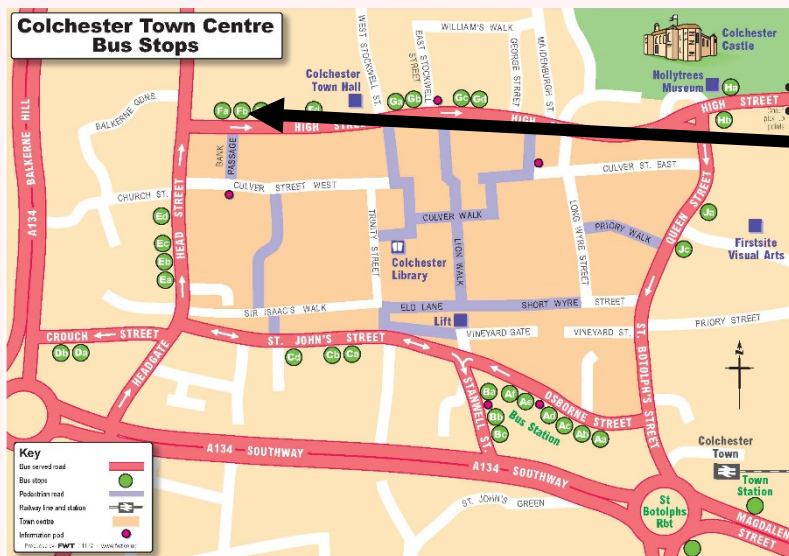 Colchester Town Centre
Bus Stops
WILLIAM'S WALK
WEST STOCKWELL ST.
EAST STOCKWELL
STREET
GEORGE STREET
MAIDENBURGH ST.
Colchester
Castle
Hollytrees
Museum
Ha
HIGH STREET
Hb
Colchester
Town Hall
Fa
Fb
Ga
Gb
Gc
Gd
HIGH
HIGH
BALKERNE GDNS.
BALKERNE HILL
A134
BANK
PASSAGE
CHURCH ST.
CULVER STREET WEST
CULVER ST. EAST
HEAD STREET
Ed
Ec
Eb
Ea
TRINITY STREET
CULVER WALK
LION WALK
LONG WYRE
STREET
PRIORY WALK
QUEEN STREET
Ja
Jc
Firstsite
Visual Arts
Colchester
Library
SIR ISAAC'S WALK
ELD LANE
SHORT WYRE
STREET
Lift
VINEYARD GATE
VINEYARD ST.
PRIORY STREET
CROUCH STREET
Db
Da
HEADGATE
ST. JOHN'S STREET
Cd
Cb
Ca
STANWELL ST.
OSBORNE STREET
ST. BOTOLPH'S STREET
Ba
Bb
Bc
Af
Ae
Ad
Ac
Ab
Aa
Bus Station
N
A134 SOUTHWAY
A134 SOUTHWAY
ST. JOHN'S
GREEN
Colchester
Town
Town
Station
St
Botolphs
Rbt
MAGDALEN
STREET
Key
Bus served road
Bus stops
Pedestrian road
Railway line and station
Town centre
Information pod
FWT